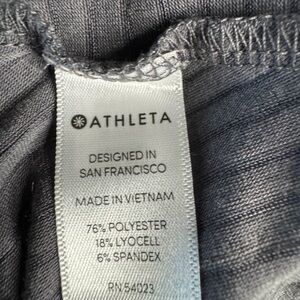 ATHLETA
DESIGNED IN
SAN FRANCISCO
MADE IN VIETNAM
76% POLYESTER
18% LYOCELL
6% SPANDEX
RN 54023